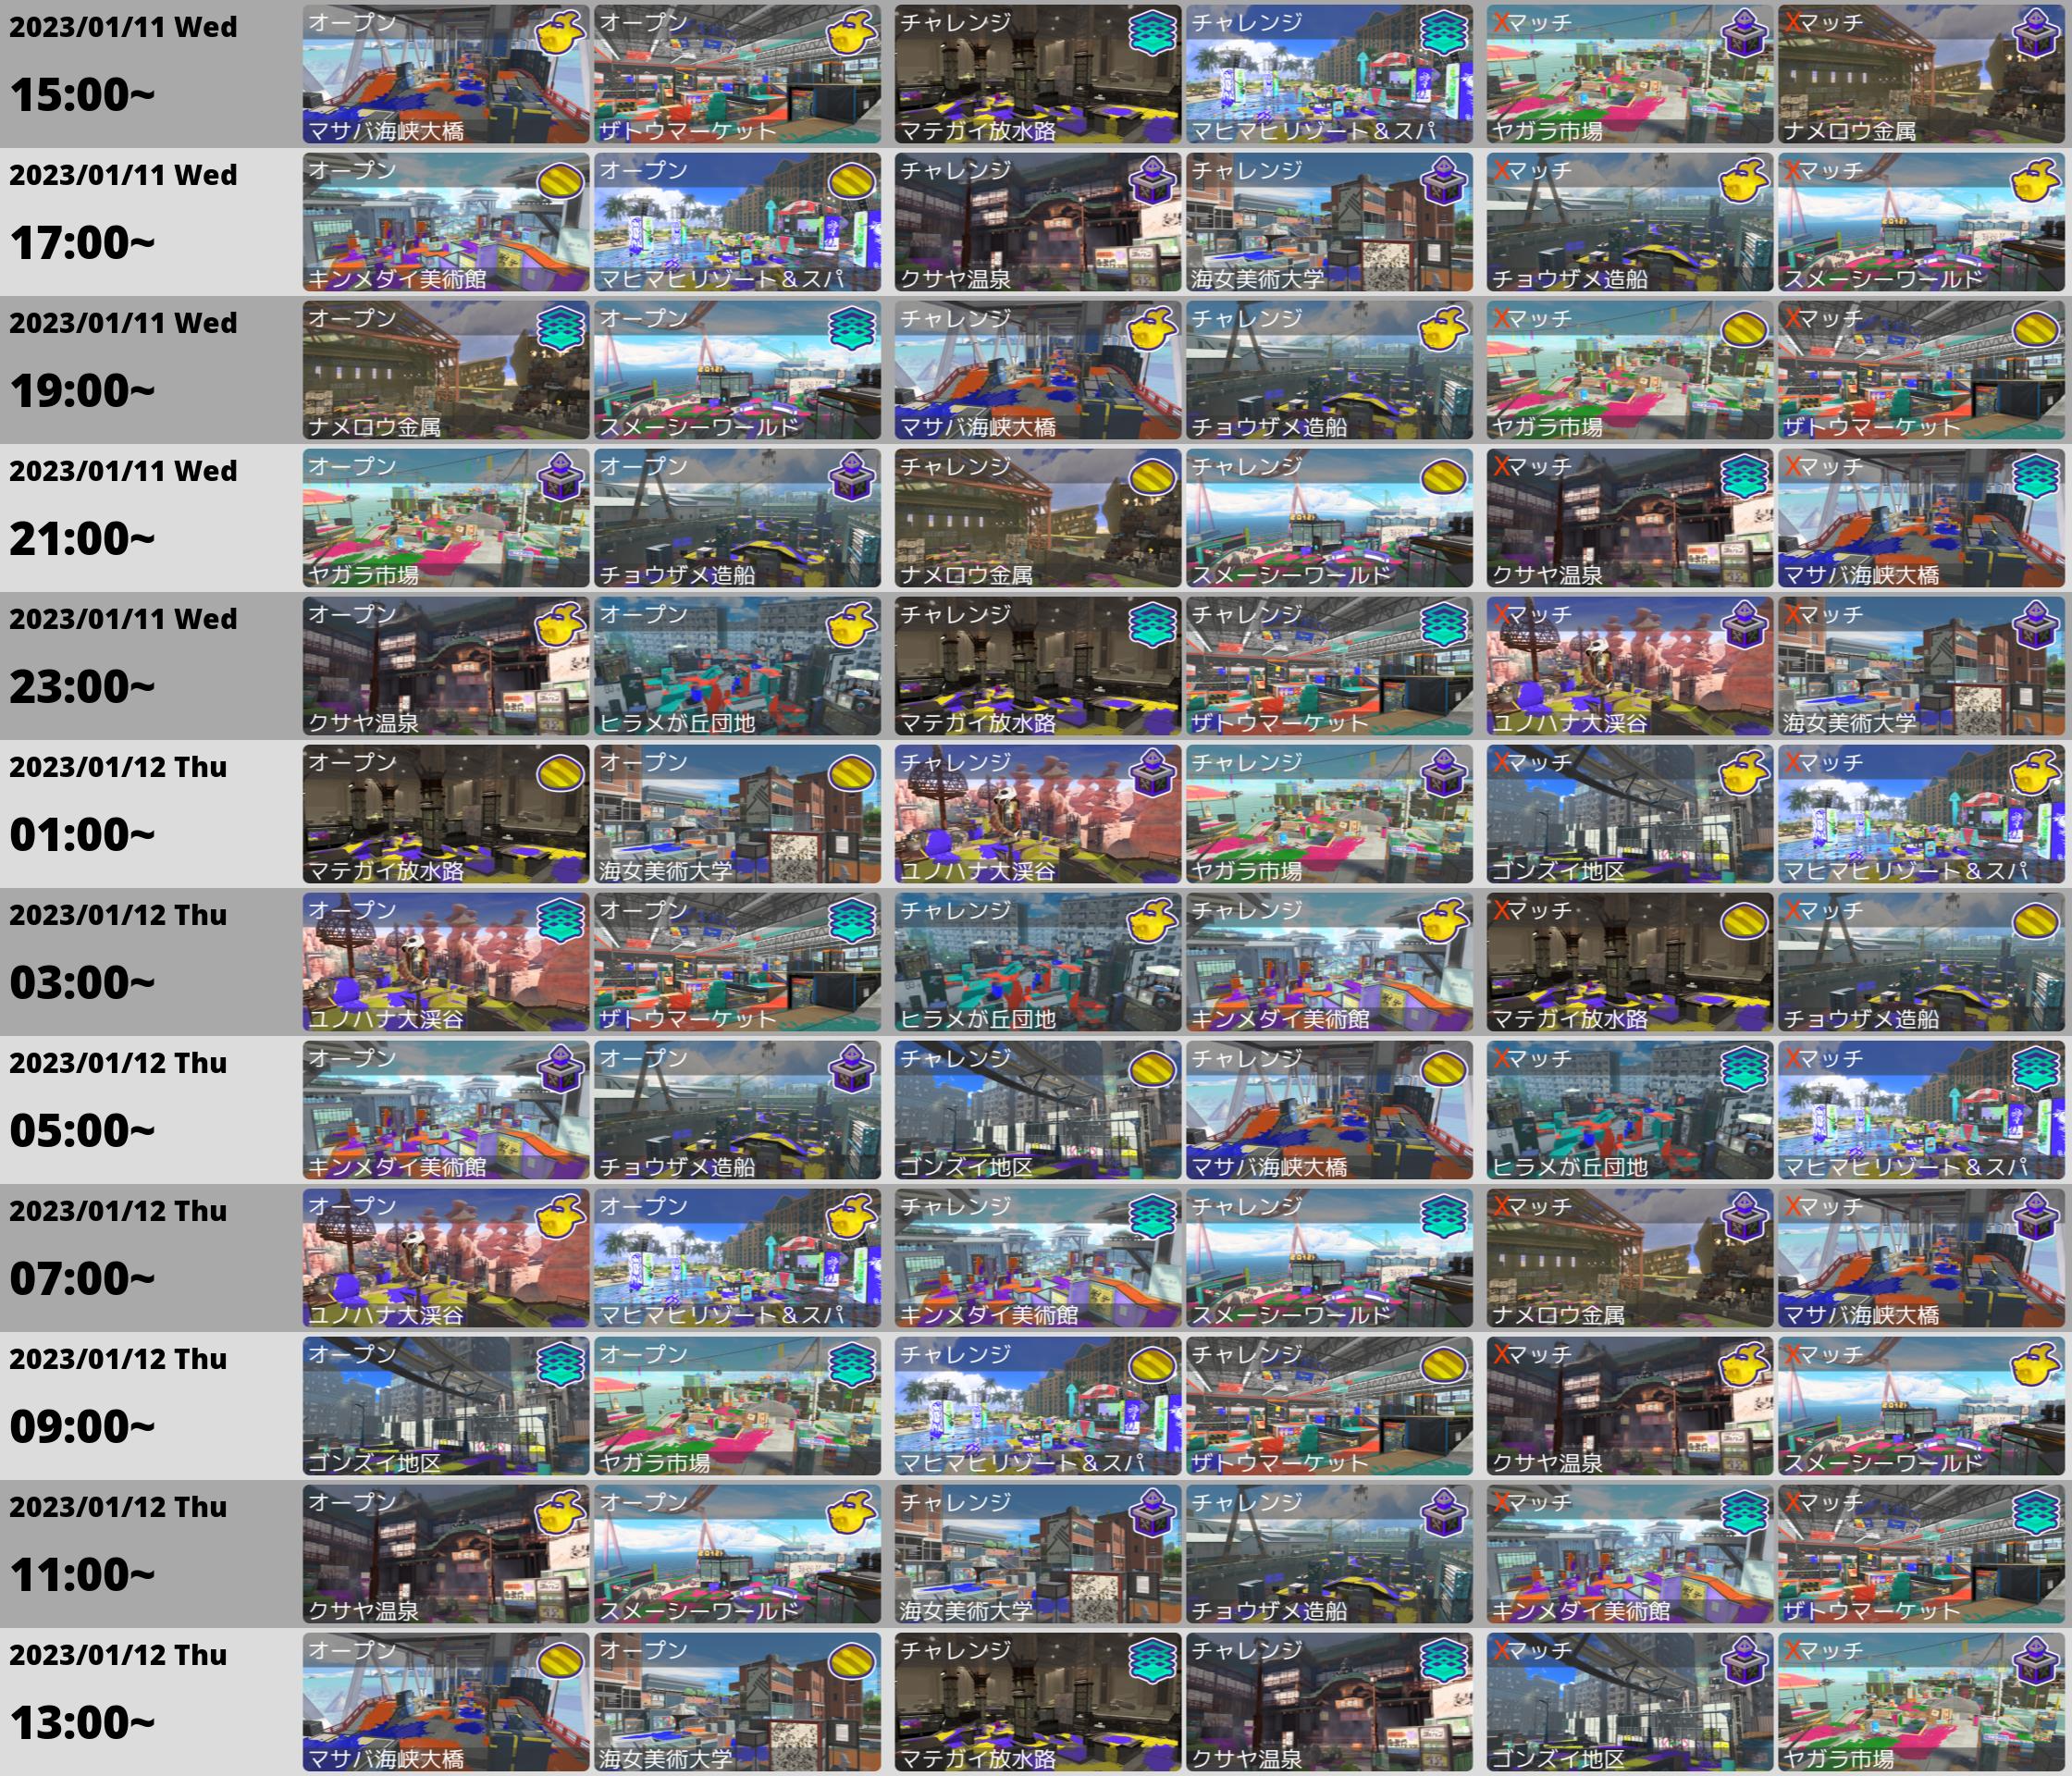 2023/01/11 Wed
15:00~
オープン
マサバ海峡大橋
オープン
ザトウマーケット
チャレンジ
マテガイ放水路
チャレンジ
マヒマヒリゾート＆スパ
Xマッチ
ヤガラ市場
Xマッチ
ナメロウ金属
2023/01/11 Wed
17:00~
オープン
キンメダイ美術館
オープン
マヒマヒリゾート＆スパ
チャレンジ
クサヤ温泉
チャレンジ
海女美術大学
Xマッチ
チョウザメ造船
Xマッチ
スメーシーワールド
2023/01/11 Wed
19:00~
オープン
ナメロウ金属
オープン
スメーシーワールド
チャレンジ
マサバ海峡大橋
チャレンジ
チョウザメ造船
Xマッチ
ヤガラ市場
Xマッチ
ザトウマーケット
2023/01/11 Wed
21:00~
オープン
ヤガラ市場
オープン
チョウザメ造船
チャレンジ
ナメロウ金属
チャレンジ
スメーシーワールド
Xマッチ
クサヤ温泉
Xマッチ
マサバ海峡大橋
2023/01/11 Wed
23:00~
オープン
クサヤ温泉
オープン
ヒラメが丘団地
チャレンジ
マテガイ放水路
チャレンジ
ザトウマーケット
Xマッチ
ユノハナ大渓谷
Xマッチ
海女美術大学
2023/01/12 Thu
01:00~
オープン
マテガイ放水路
オープン
海女美術大学
チャレンジ
ユノハナ大渓谷
チャレンジ
ヤガラ市場
Xマッチ
ゴンズイ地区
Xマッチ
マヒマヒリゾート＆スパ
2023/01/12 Thu
03:00~
オープン
ユノハナ大渓谷
オープン
ザトウマーケット
チャレンジ
ヒラメが丘団地
チャレンジ
キンメダイ美術館
Xマッチ
マテガイ放水路
Xマッチ
チョウザメ造船
2023/01/12 Thu
05:00~
オープン
キンメダイ美術館
オープン
チョウザメ造船
チャレンジ
ゴンズイ地区
チャレンジ
マサバ海峡大橋
Xマッチ
ヒラメが丘団地
Xマッチ
マヒマヒリゾート＆スパ
2023/01/12 Thu
07:00~
オープン
ユノハナ大渓谷
オープン
マヒマヒリゾート＆スパ
チャレンジ
キンメダイ美術館
チャレンジ
スメーシーワールド
Xマッチ
ナメロウ金属
Xマッチ
マサバ海峡大橋
2023/01/12 Thu
09:00~
オープン
ゴンズイ地区
オープン
ヤガラ市場
チャレンジ
マヒマヒリゾート＆スパ
チャレンジ
ザトウマーケット
Xマッチ
クサヤ温泉
Xマッチ
スメーシーワールド
2023/01/12 Thu
11:00~
オープン
クサヤ温泉
オープン
スメーシーワールド
チャレンジ
海女美術大学
チャレンジ
チョウザメ造船
Xマッチ
キンメダイ美術館
Xマッチ
ザトウマーケット
2023/01/12 Thu
13:00~
オープン
マサバ海峡大橋
オープン
海女美術大学
チャレンジ
マテガイ放水路
チャレンジ
クサヤ温泉
Xマッチ
ゴンズイ地区
Xマッチ
ヤガラ市場